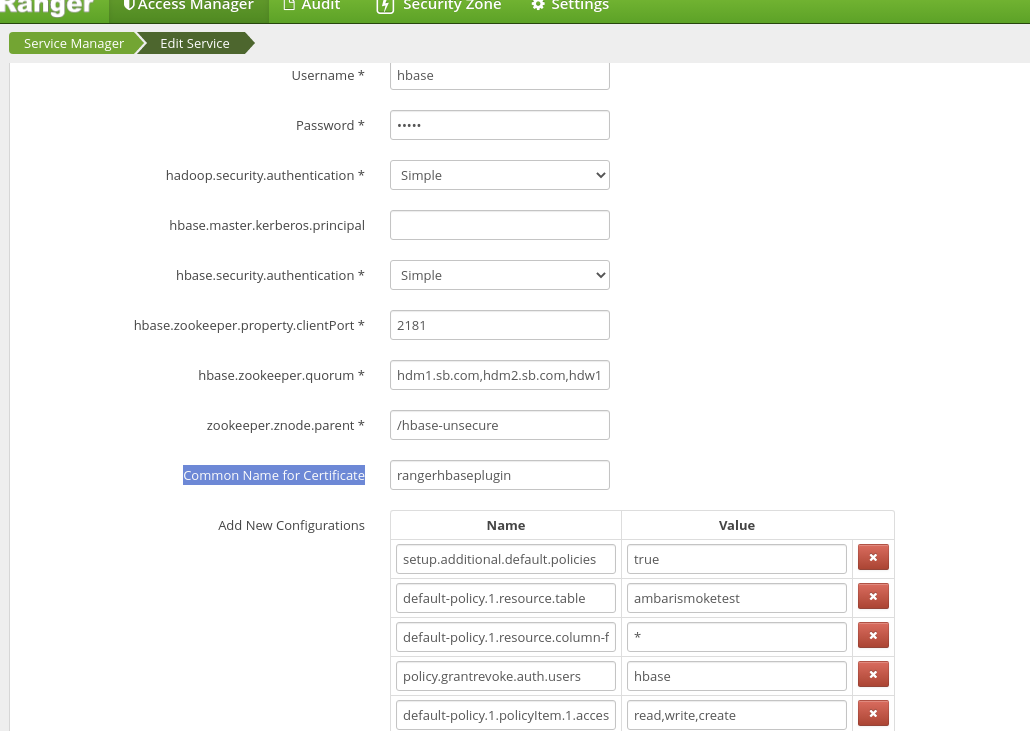 Ranger Access Manager Audit Security Zone Settings
Service Manager Edit Service
Username * hbase
Password * •••••
hadoop.security.authentication * Simple
hbase.master.kerberos.principal
hbase.security.authentication * Simple
hbase.zookeeper.property.clientPort * 2181
hbase.zookeeper.quorum * hdm1.sb.com,hdm2.sb.com,hdw1
zookeeper.znode.parent * /hbase-unsecure
Common Name for Certificate rangerhbaseplugin
Add New Configurations Name Value
setup.additional.default.policies true
default-policy.1.resource.table ambarismoketest
default-policy.1.resource.column-f *
policy.grantrevoke.auth.users hbase
default-policy.1.policyItem.1.acces read,write,create